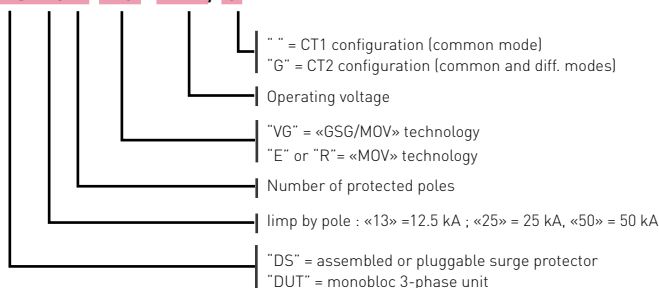 " " = CT1 configuration (common mode)
"G" = CT2 configuration (common and diff. modes)
Operating voltage
"VG" = «GSG/MOV» technology
"E" or "R"= «MOV» technology
Number of protected poles
Iimp by pole : «13» =12.5 kA ; «25» = 25 kA, «50» = 50 kA
"DS" = assembled or pluggable surge protector
"DUT" = monobloc 3-phase unit